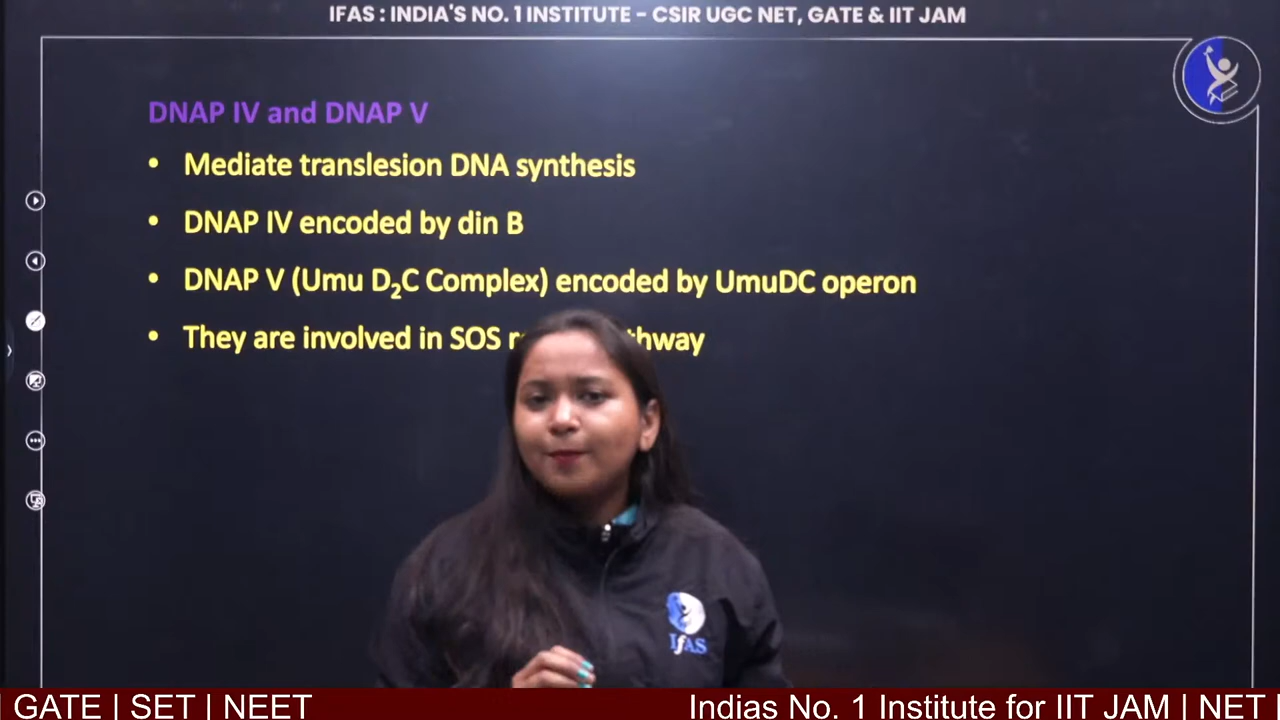 IFAS : INDIA'S NO. 1 INSTITUTE – CSIR UGC NET, GATE & IIT JAM
DNAP IV and DNAP V
• Mediate translesion DNA synthesis
• DNAP IV encoded by din B
• DNAP V (Umu D₂C Complex) encoded by UmuDC operon
• They are involved in SOS
IFAS
| GATE | SET | NEET
Indias No. 1 Institute for IIT JAM | NET |